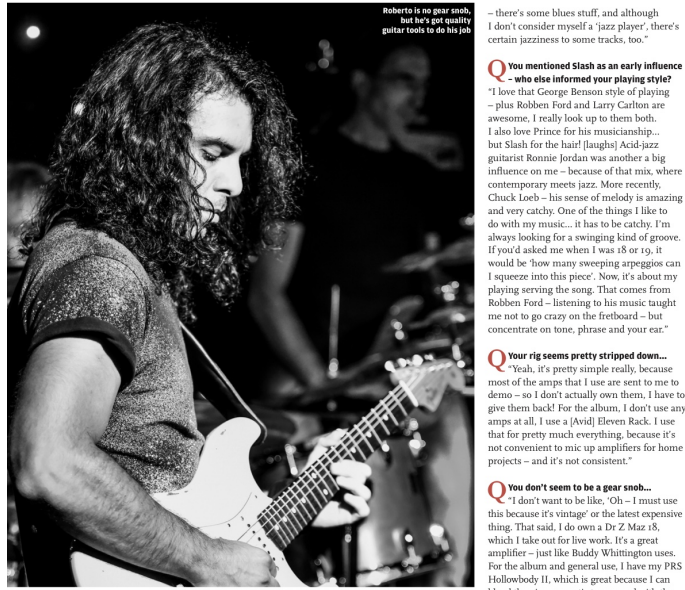 Roberto is no gear snob,
but he's got quality
guitar tools to do his job
– there's some blues stuff, and although
I don't consider myself a 'jazz player', there's
certain jazziness to some tracks, too."
Q You mentioned Slash as an early influence
– who else informed your playing style?
"I love that George Benson style of playing
– plus Robben Ford and Larry Carlton are
awesome, I really look up to them both.
I also love Prince for his musicianship...
but Slash for the hair! [laughs] Acid-jazz
guitarist Ronnie Jordan was another a big
influence on me – because of that mix, where
contemporary meets jazz. More recently,
Chuck Loeb – his sense of melody is amazing
and very catchy. One of the things I like to
do with my music... it has to be catchy. I'm
always looking for a swinging kind of groove.
If you'd asked me when I was 18 or 19, it
would be 'how many sweeping arpeggios can
I squeeze into this piece'. Now, it's about my
playing serving the song. That comes from
Robben Ford – listening to his music taught
me not to go crazy on the fretboard – but
concentrate on tone, phrase and your ear."
Q Your rig seems pretty stripped down...
"Yeah, it's pretty simple really, because
most of the amps that I use are sent to me to
demo – so I don't actually own them, I have to
give them back! For the album, I don't use any
amps at all, I use a [Avid] Eleven Rack. I use
that for pretty much everything, because it's
not convenient to mic up amplifiers for home
projects – and it's not consistent."
Q You don't seem to be a gear snob...
"I don't want to be like, 'Oh – I must use
this because it's vintage' or the latest expensive
thing. That said, I do own a Dr Z Maz 18,
which I take out for live work. It's a great
amplifier – just like Buddy Whittington uses.
For the album and general use, I have my PRS
Hollowbody II, which is great because I can